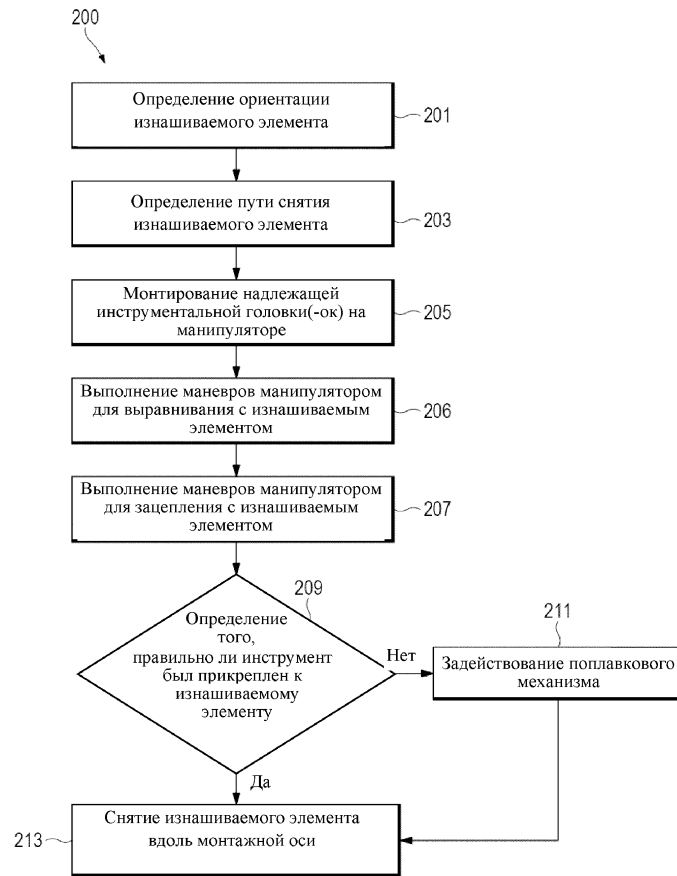 200
Определение ориентации
изнашиваемого элемента
201
Определение пути снятия
изнашиваемого элемента
203
Монтирование надлежащей
инструментальной головки(-ок) на
манипуляторе
205
Выполнение маневров манипулятором
для выравнивания с изнашиваемым
элементом
206
Выполнение маневров манипулятором
для зацепления с изнашиваемым
элементом
207
209
Определение
того,
правильно ли инструмент
был прикреплен к
изнашиваемому
элементу
Нет
211
Задействование поплавкового
механизма
Да
Снятие изнашиваемого элемента
вдоль монтажной оси
213